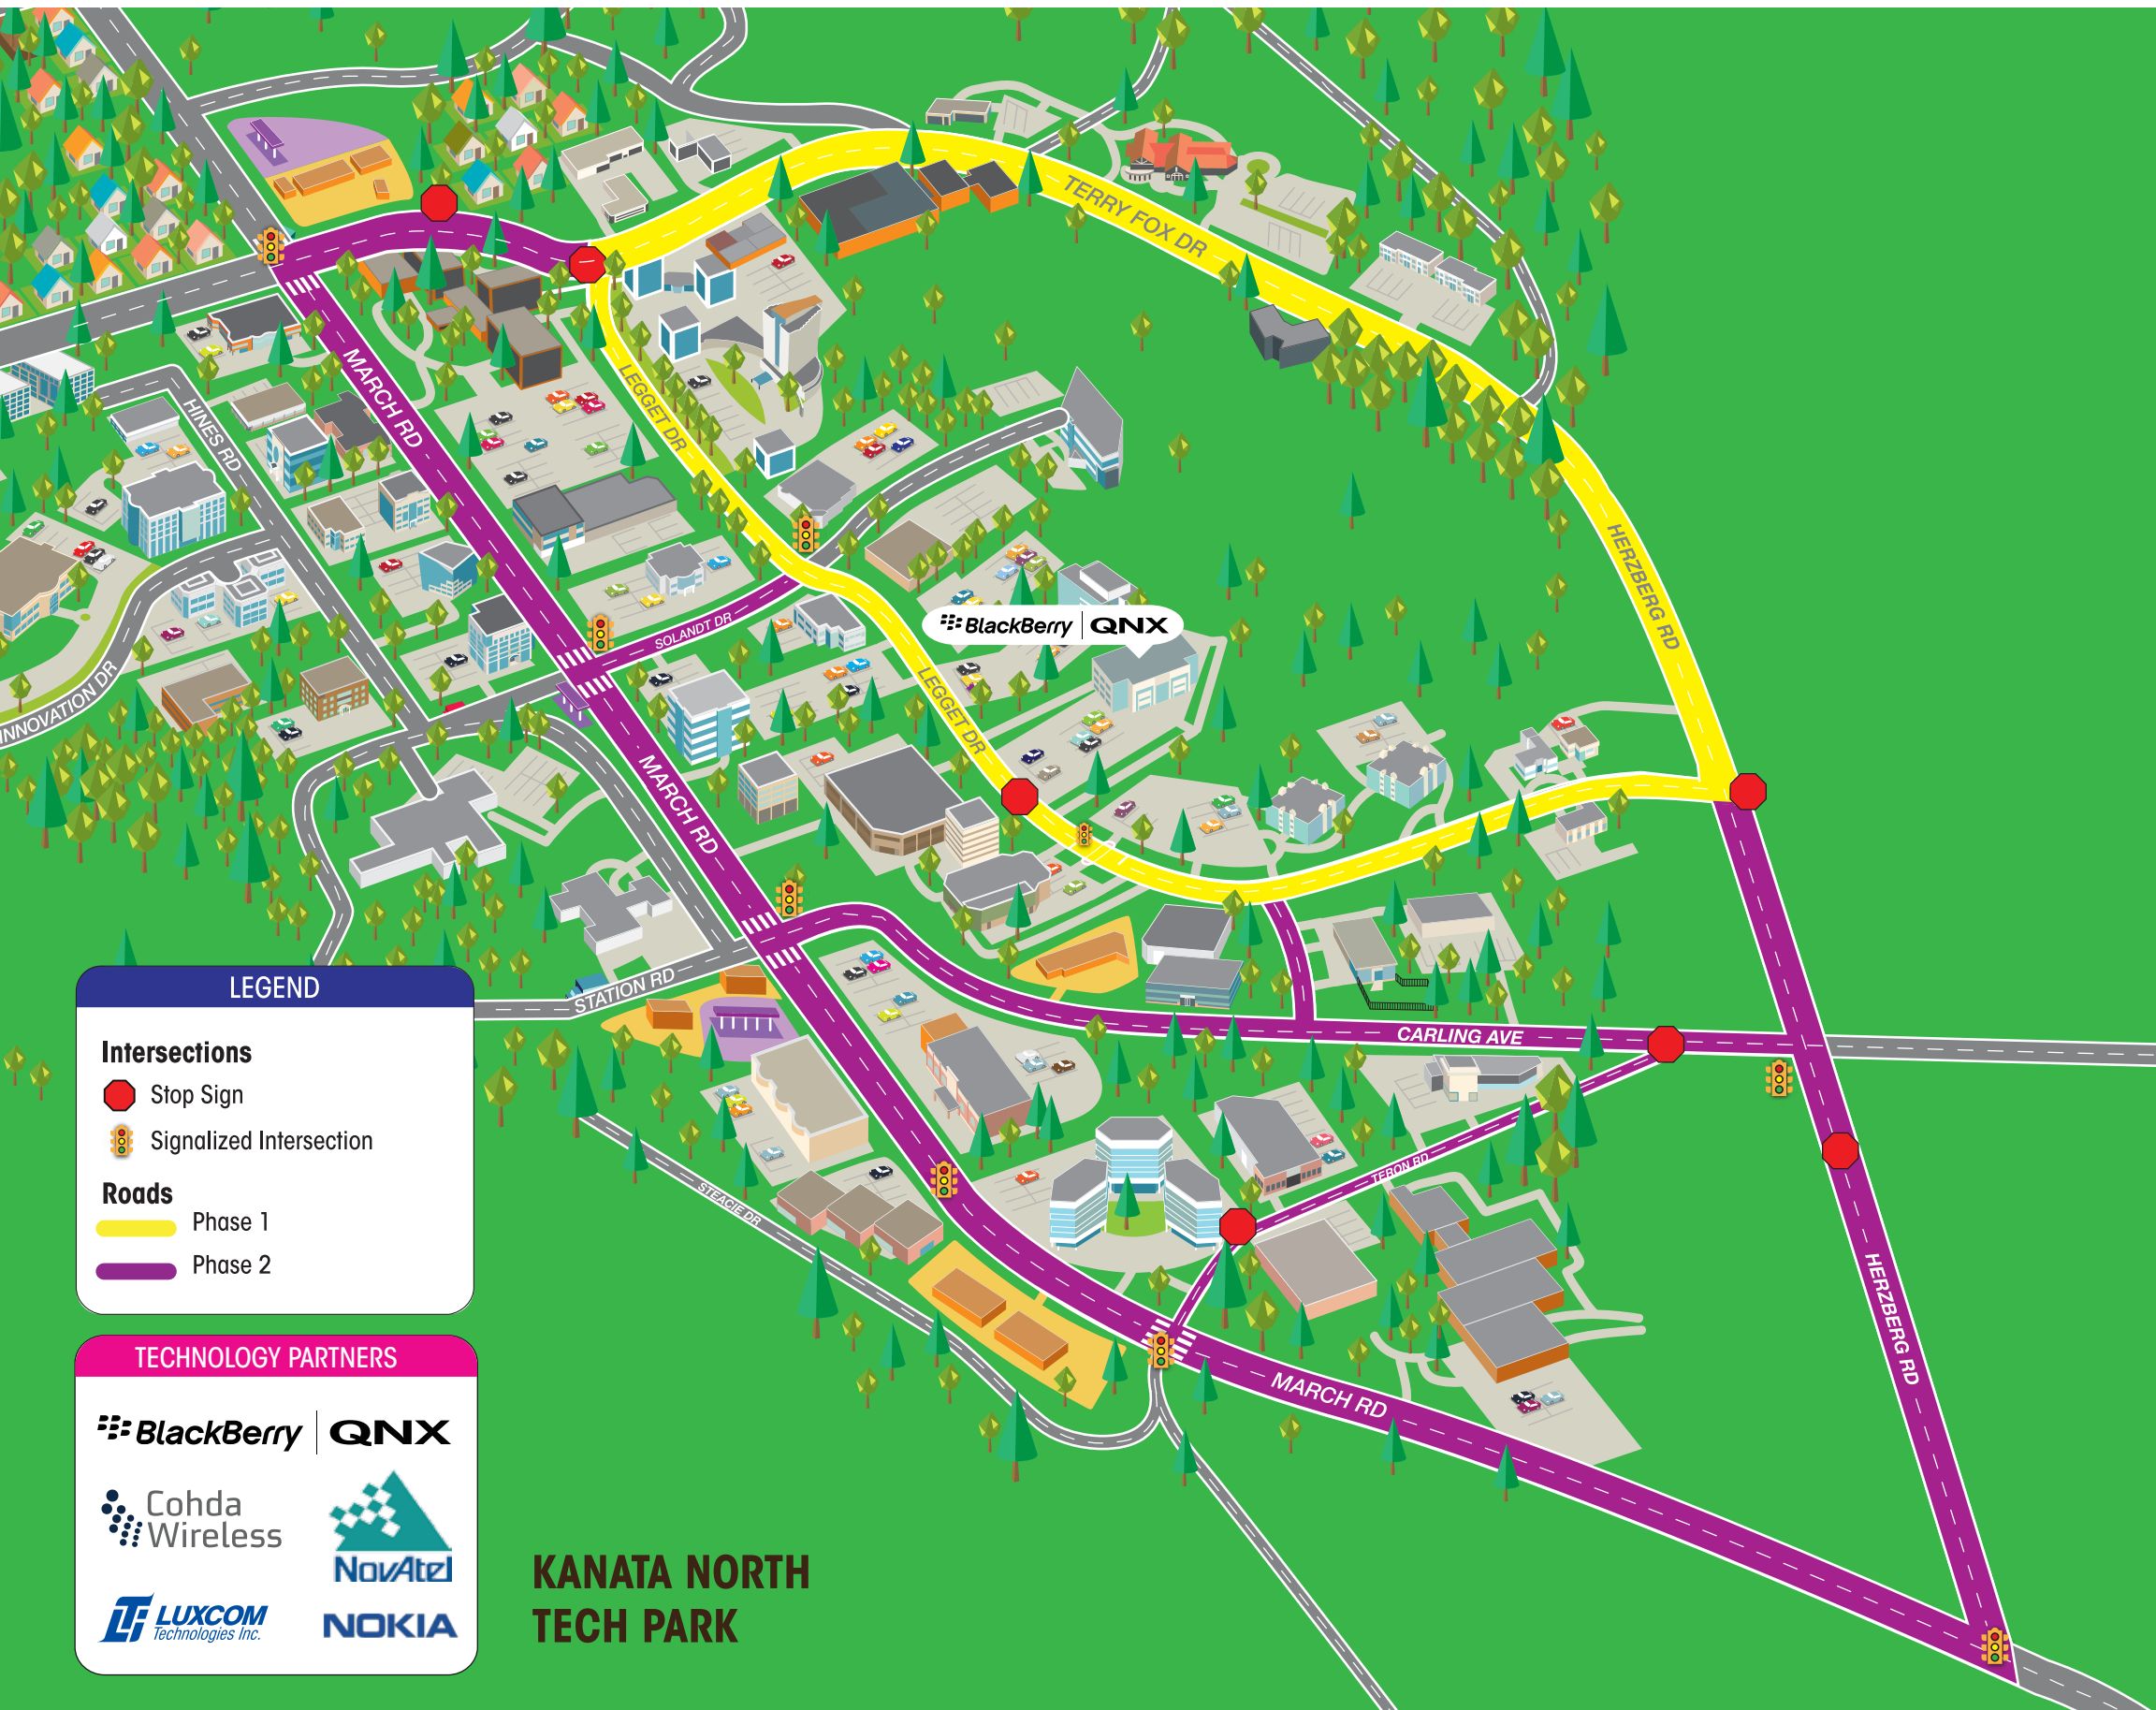 TERRY FOX DR
MARCH RD
LEGGET DR
HINES RD
HERZBERG RD
SOLANDT DR
BlackBerry | QNX
INNOVATION DR
LEGGET DR
MARCH RD
STATION RD
CARLING AVE
TERON RD
STEACIE DR
HERZBERG RD
MARCH RD
LEGEND
Intersections
Stop Sign
Signalized Intersection
Roads
Phase 1
Phase 2
TECHNOLOGY PARTNERS
BlackBerry | QNX
Cohda
Wireless
NovAtel
LUXCOM
Technologies Inc.
NOKIA
KANATA NORTH
TECH PARK